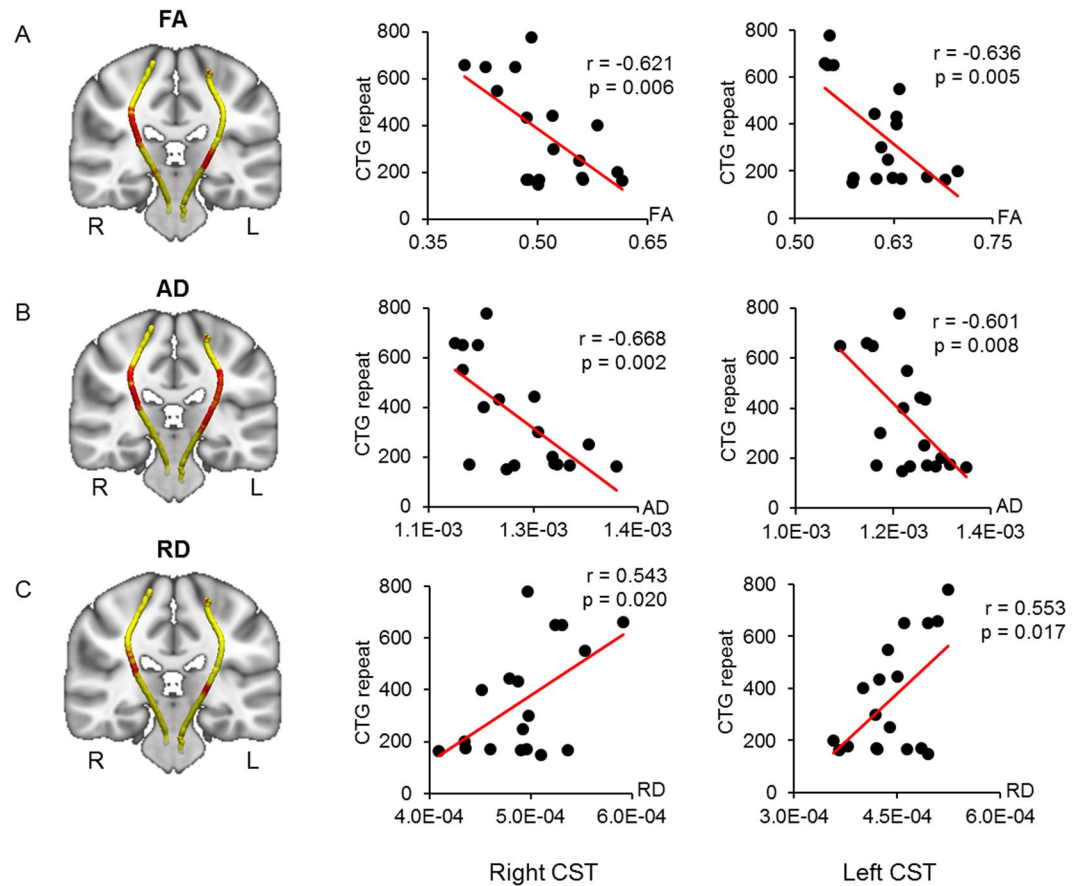 A
FA
R
L
CTG repeat
800
600
400
200
0
0.35
0.50
0.65
FA
r = -0.621
p = 0.006
CTG repeat
800
600
400
200
0
0.50
0.63
0.75
FA
r = -0.636
p = 0.005
B
AD
R
L
CTG repeat
800
600
400
200
0
1.1E-03
1.3E-03
1.4E-03
AD
r = -0.668
p = 0.002
CTG repeat
800
600
400
200
0
1.0E-03
1.2E-03
1.4E-03
AD
r = -0.601
p = 0.008
C
RD
R
L
CTG repeat
800
600
400
200
0
4.0E-04
5.0E-04
6.0E-04
RD
r = 0.543
p = 0.020
CTG repeat
800
600
400
200
0
3.0E-04
4.5E-04
6.0E-04
RD
r = 0.553
p = 0.017
Right CST
Left CST